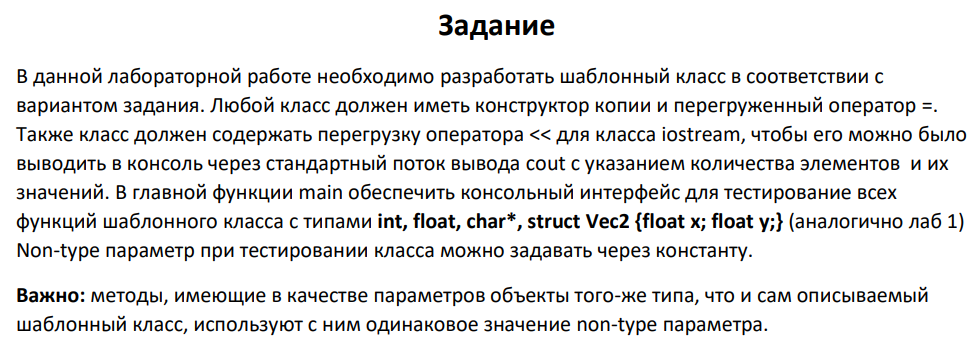 Задание
В данной лабораторной работе необходимо разработать шаблонный класс в соответствии с
вариантом задания. Любой класс должен иметь конструктор копии и перегруженный оператор =.
Также класс должен содержать перегрузку оператора << для класса iostream, чтобы его можно было
выводить в консоль через стандартный поток вывода cout с указанием количества элементов и их
значений. В главной функции main обеспечить консольный интерфейс для тестирование всех
функций шаблонного класса с типами int, float, char*, struct Vec2 {float x; float y;} (аналогично лаб 1)
Non-type параметр при тестировании класса можно задавать через константу.
Важно: методы, имеющие в качестве параметров объекты того-же типа, что и сам описываемый
шаблонный класс, используют с ним одинаковое значение non-type параметра.